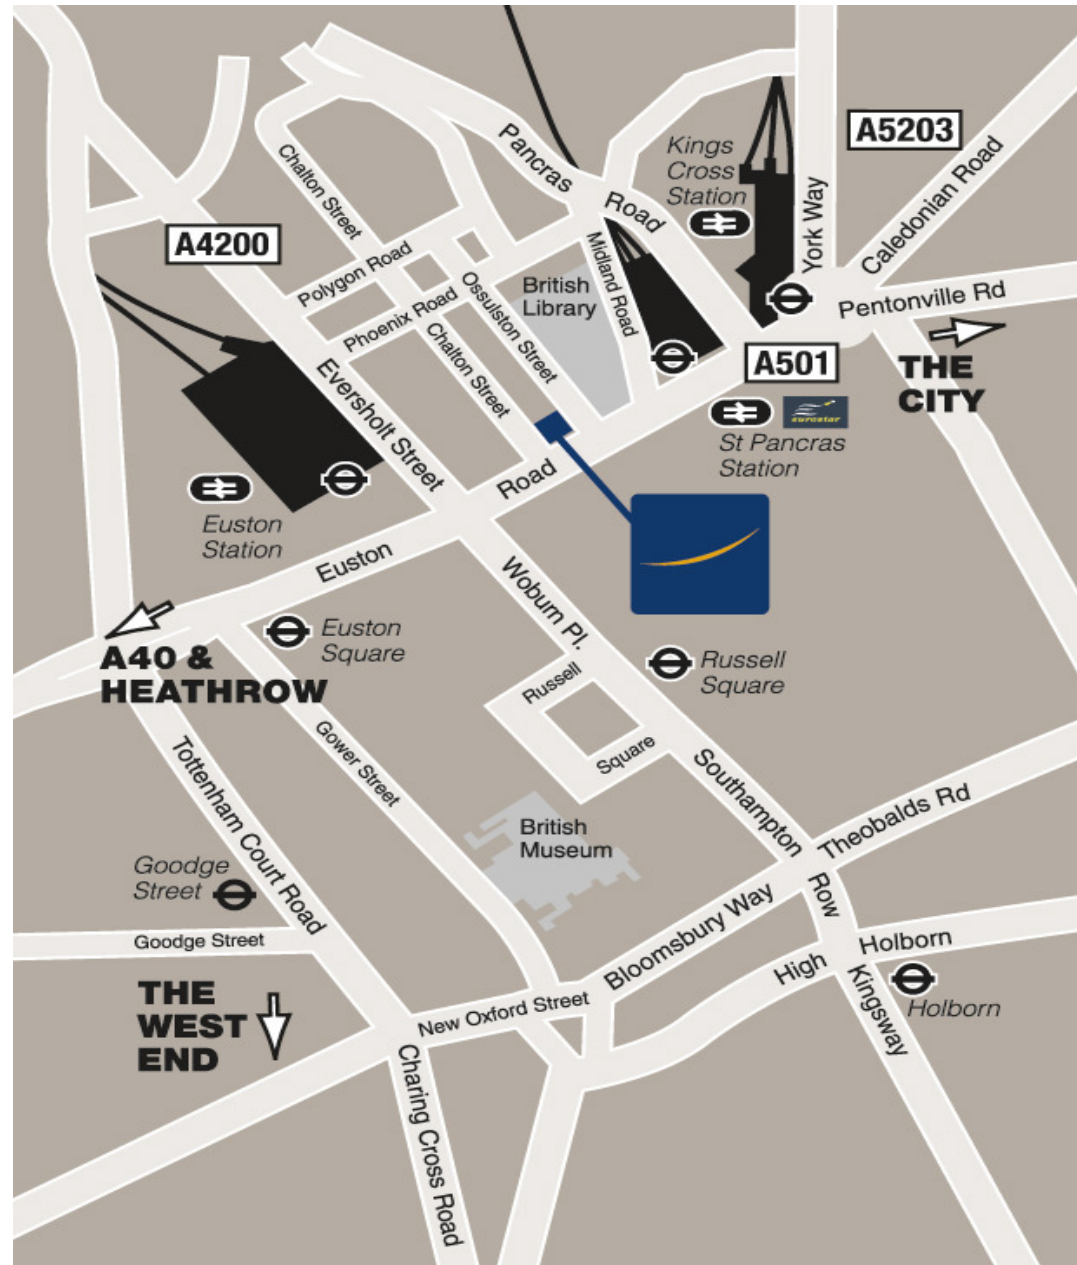 A5203
Kings
Cross
Station
Pancras
Road
Chalton Street
York Way
Caledonian Road
A4200
Polygon Road
Midland Road
British
Library
Ossulston Street
Phoenix Road
Pentonville Rd
Chalton Street
THE
CITY
A501
eurostar
St Pancras
Station
Eversholt Street
Road
Euston
Station
Euston
Woburn Pl.
Euston
Square
A40 &
HEATHROW
Russell
Square
Russell
Square
Gower Street
Tottenham Court Road
Southampton
Row
Theobalds Rd
British
Museum
Goodge
Street
Goodge Street
Bloomsbury Way
High
Holborn
Kingsway
Holborn
THE
WEST
END
New Oxford Street
Charing Cross Road